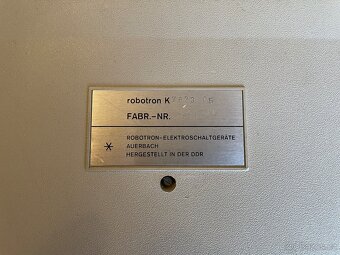 robotron K
FABR.-NR.
ROBOTRON-ELEKTROSCHALTGERÄTE
AUERBACH
HERGESTELLT IN DER DDR